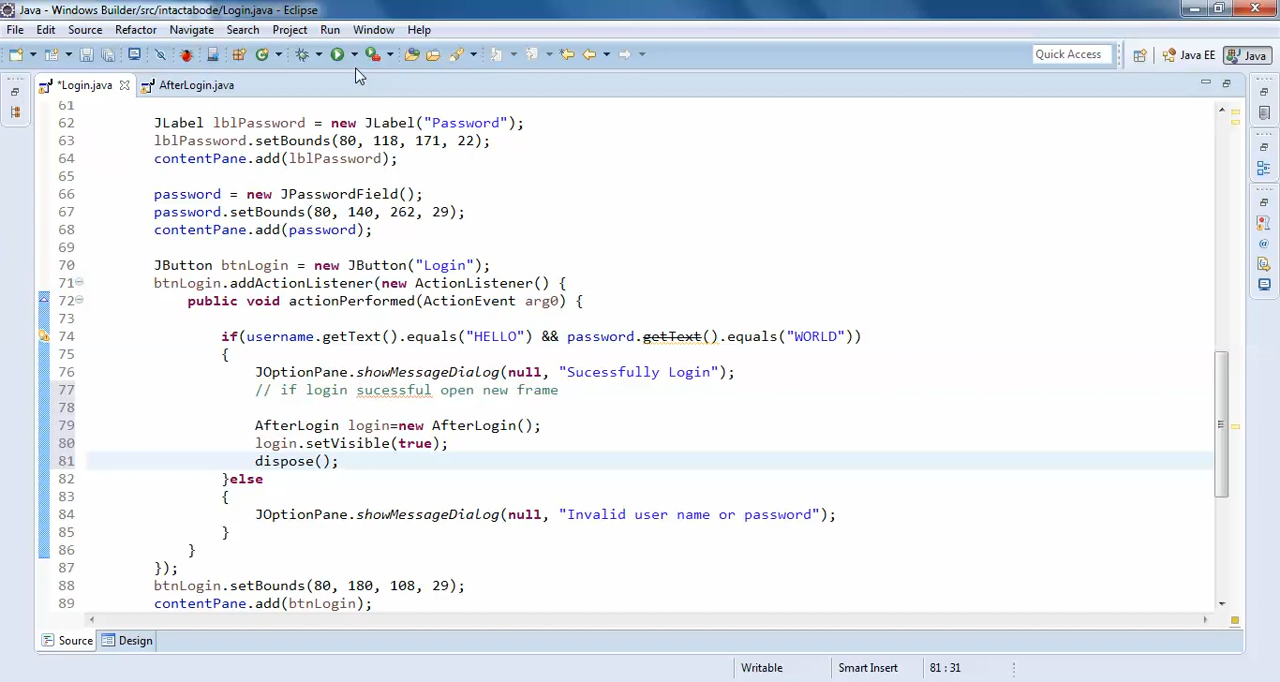 Java - Windows Builder/src/intactabode/Login.java - Eclipse
File Edit Source Refactor Navigate Search Project Run Window Help
Quick Access Java EE Java
*Login.java AfterLogin.java
61
62 JLabel lblPassword = new JLabel("Password");
63 lblPassword.setBounds(80, 118, 171, 22);
64 contentPane.add(lblPassword);
65
66 password = new JPasswordField();
67 password.setBounds(80, 140, 262, 29);
68 contentPane.add(password);
69
70 JButton btnLogin = new JButton("Login");
71 btnLogin.addActionListener(new ActionListener() {
72 public void actionPerformed(ActionEvent arg0) {
73
74 if(username.getText().equals("HELLO") && password.getText().equals("WORLD"))
75 {
76 JOptionPane.showMessageDialog(null, "Sucessfully Login");
77 // if login sucessful open new frame
78
79 AfterLogin login=new AfterLogin();
80 login.setVisible(true);
81 dispose();
82 }else
83 {
84 JOptionPane.showMessageDialog(null, "Invalid user name or password");
85 }
86 }
87 });
88 btnLogin.setBounds(80, 180, 108, 29);
89 contentPane.add(btnLogin);
Source Design
Writable Smart Insert 81 : 31